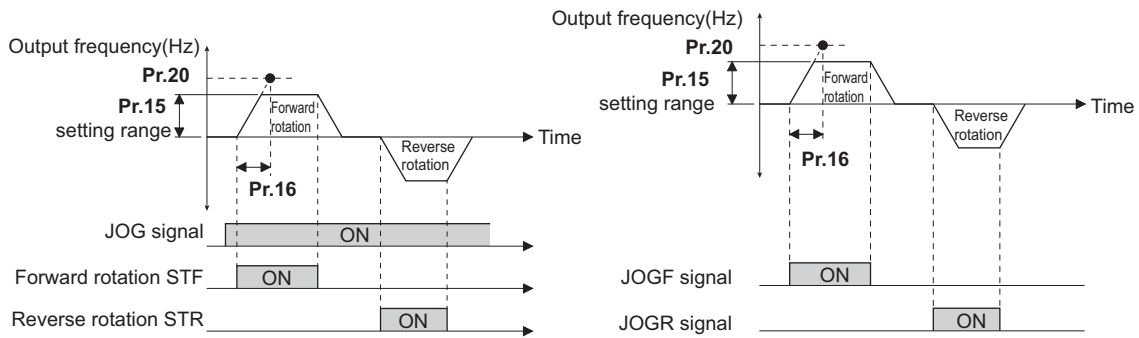 Output frequency(Hz)
Pr.20
Pr.15
setting range
Forward
rotation
Time
Reverse
rotation
Pr.16
JOG signal
ON
Forward rotation STF
ON
Reverse rotation STR
ON
Output frequency(Hz)
Pr.20
Pr.15
setting range
Forward
rotation
Time
Reverse
rotation
Pr.16
JOGF signal
ON
JOGR signal
ON